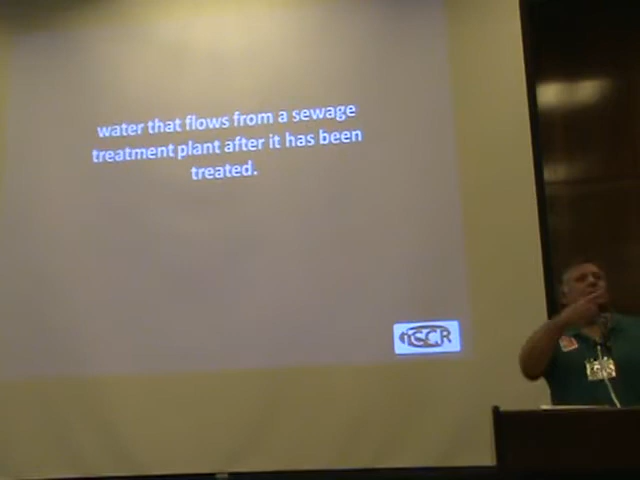 water that flows from a sewage
treatment plant after it has been
treated.